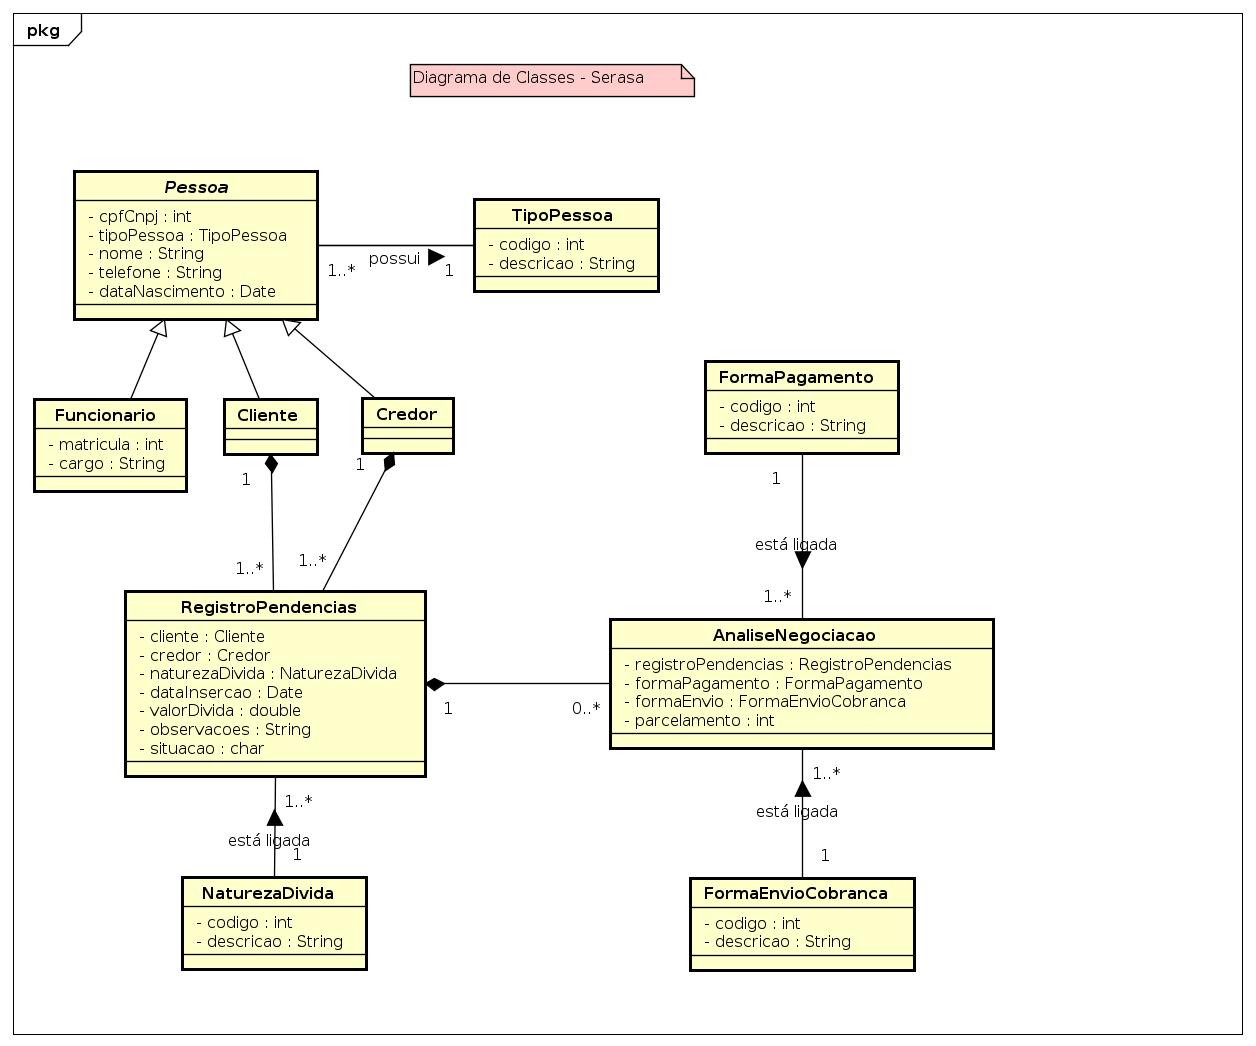 pkg
Diagrama de Classes - Serasa
Pessoa
- cpfCnpj : int
- tipoPessoa : TipoPessoa
- nome : String
- telefone : String
- dataNascimento : Date
possui
1..*
1
TipoPessoa
- codigo : int
- descricao : String
Funcionario
- matricula : int
- cargo : String
Cliente
Credor
1
1
1..*
1..*
FormaPagamento
- codigo : int
- descricao : String
1
está ligada
1..*
RegistroPendencias
- cliente : Cliente
- credor : Credor
- naturezaDivida : NaturezaDivida
- dataInsercao : Date
- valorDivida : double
- observacoes : String
- situacao : char
1
0..*
AnaliseNegociacao
- registroPendencias : RegistroPendencias
- formaPagamento : FormaPagamento
- formaEnvio : FormaEnvioCobranca
- parcelamento : int
1..*
está ligada
1
1..*
está ligada
1
NaturezaDivida
- codigo : int
- descricao : String
FormaEnvioCobranca
- codigo : int
- descricao : String